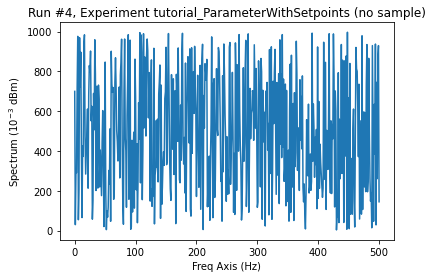 Run #4, Experiment tutorial_ParameterWithSetpoints (no sample)
1000
800
600
400
200
0
Spectrum (10⁻³ dBm)
0 100 200 300 400 500
Freq Axis (Hz)